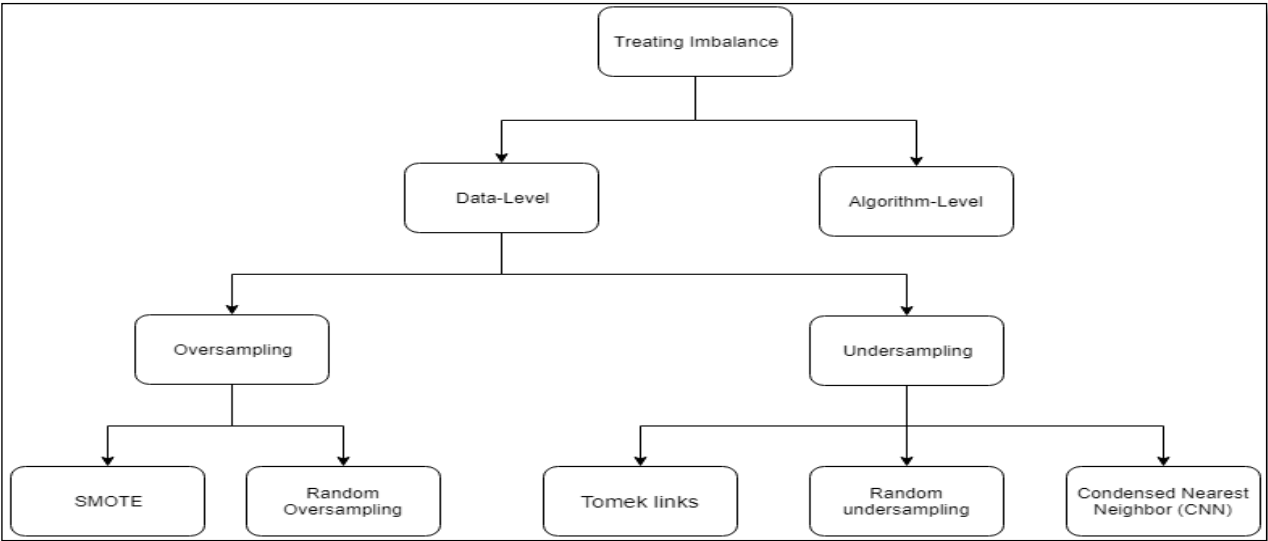 Treating Imbalance
Data-Level
Algorithm-Level
Oversampling
Undersampling
SMOTE
Random
Oversampling
Tomek links
Random
undersampling
Condensed Nearest
Neighbor (CNN)